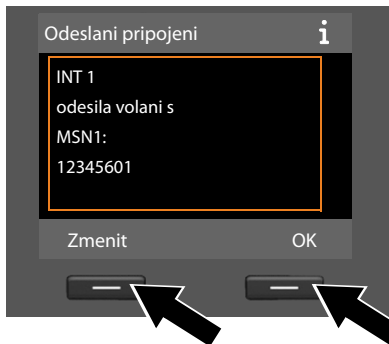 Odeslani pripojeni i
INT 1
odesila volani s
MSN1:
12345601
Zmenit OK